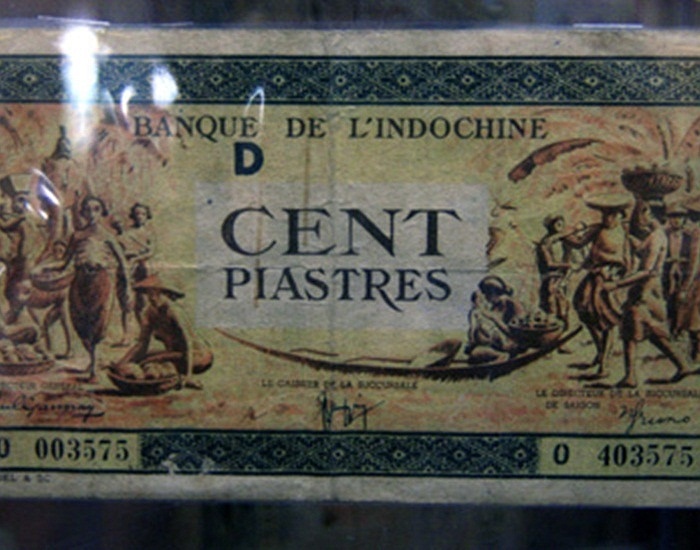 BANQUE DE L'INDOCHINE
D
CENT
PIASTRES
LE CAISSIER DE LA SUCCURSALE
LE DIRECTEUR DE LA SUCCURSALE
DE SAIGON
0 003575
0 403575